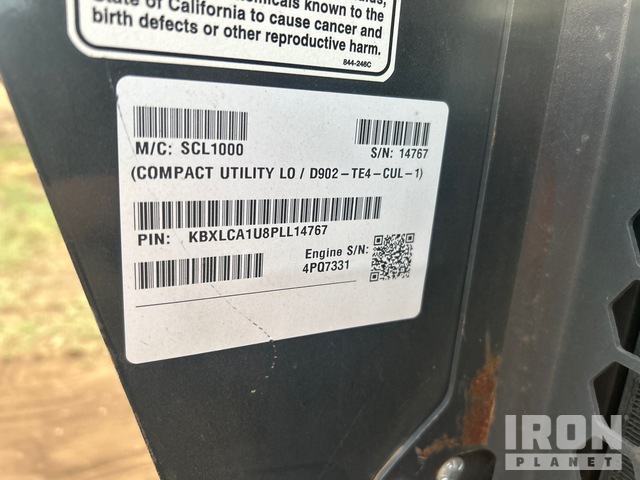 State of California to cause cancer and
birth defects or other reproductive harm.
844-246C
M/C: SCL1000
S/N: 14767
(COMPACT UTILITY LO / D902-TE4-CUL-1)
PIN: KBXLCA1U8PLL14767
Engine S/N:
4PQ7331
IRON
PLANET